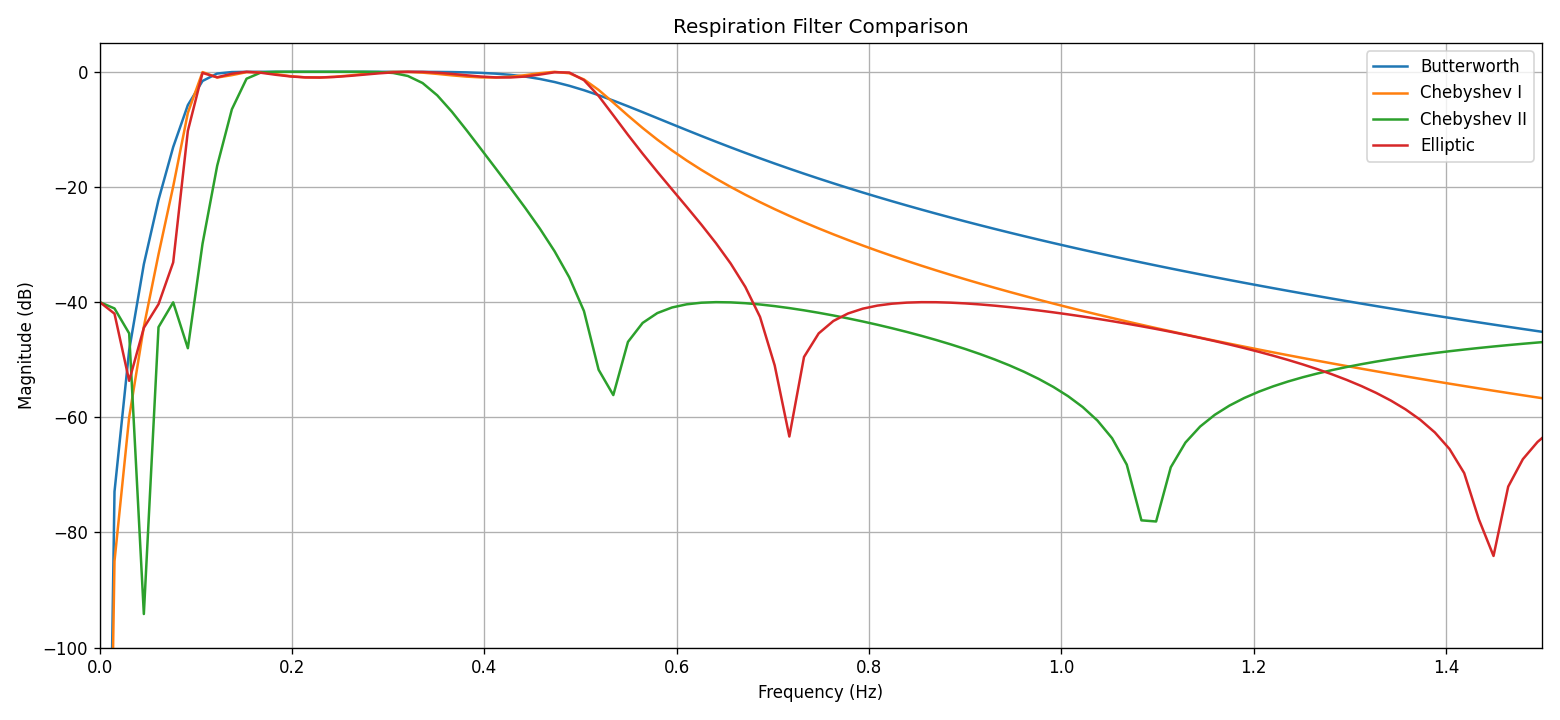 Respiration Filter Comparison
Magnitude (dB)
0
−20
−40
−60
−80
−100
Butterworth
Chebyshev I
Chebyshev II
Elliptic
0.0 0.2 0.4 0.6 0.8 1.0 1.2 1.4
Frequency (Hz)